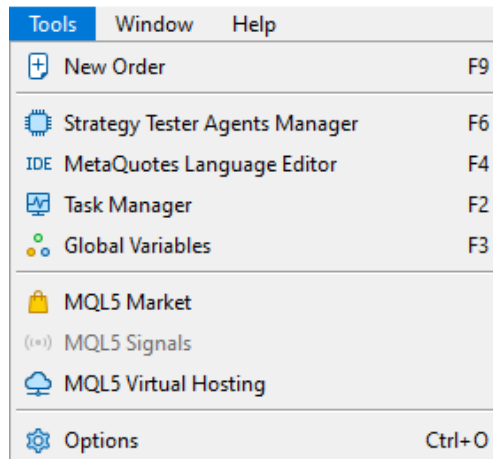 Tools Window Help
New Order F9
Strategy Tester Agents Manager F6
IDE MetaQuotes Language Editor F4
Task Manager F2
Global Variables F3
MQL5 Market
MQL5 Signals
MQL5 Virtual Hosting
Options Ctrl+O